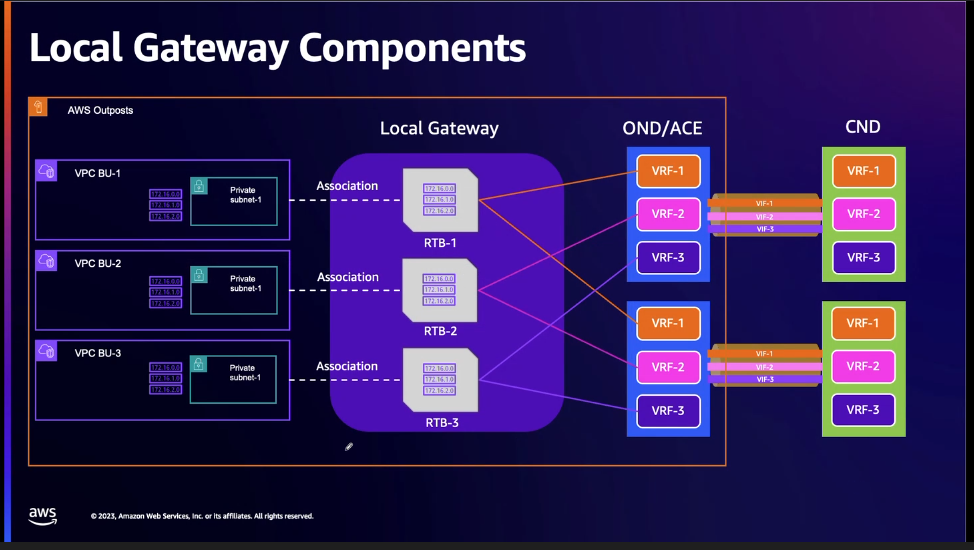 Local Gateway Components
AWS Outposts
Local Gateway
OND/ACE
CND
VPC BU-1
172.16.0.0
172.16.1.0
172.16.2.0
Private
subnet-1
Association
172.16.0.0
172.16.1.0
172.16.2.0
RTB-1
VPC BU-2
172.16.0.0
172.16.1.0
172.16.2.0
Private
subnet-1
Association
172.16.0.0
172.16.1.0
172.16.2.0
RTB-2
VPC BU-3
172.16.0.0
172.16.1.0
172.16.2.0
Private
subnet-1
Association
172.16.0.0
172.16.1.0
172.16.2.0
RTB-3
VRF-1
VRF-2
VRF-3
VIF-1
VIF-2
VIF-3
VRF-1
VRF-2
VRF-3
VRF-1
VRF-2
VRF-3
VIF-1
VIF-2
VIF-3
VRF-1
VRF-2
VRF-3
aws
© 2023, Amazon Web Services, Inc. or its affiliates. All rights reserved.